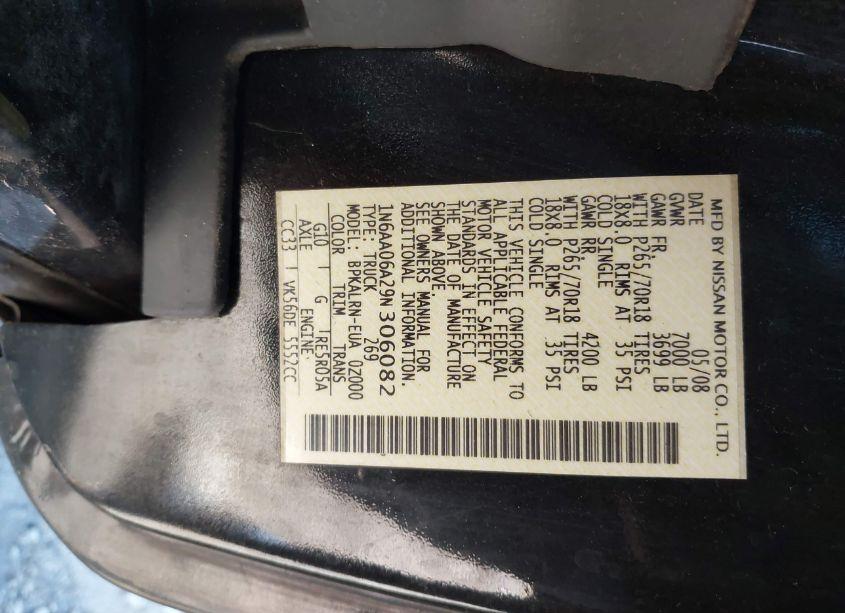 MFD BY NISSAN MOTOR CO., LTD.
DATE 05/08
GVWR 7000 LB
GAWR FR. 3699 LB
WITH P265/70R18 TIRES
18X8.0 RIMS AT 35 PSI
COLD SINGLE
GAWR RR. 4200 LB
WITH P265/70R18 TIRES
18X8.0 RIMS AT 35 PSI
COLD SINGLE
THIS VEHICLE CONFORMS TO
ALL APPLICABLE FEDERAL
MOTOR VEHICLE SAFETY
STANDARDS IN EFFECT ON
THE DATE OF MANUFACTURE
SHOWN ABOVE.
SEE OWNERS MANUAL FOR
ADDITIONAL INFORMATION.
1N6AA06A29N306082
TYPE: TRUCK 269
MODEL: BPKALRN-EUA 0Z000
COLOR TRIM TRANS
G10 | G | RE5R05A
AXLE ENGINE:
CC33 | VK56DE 5552CC